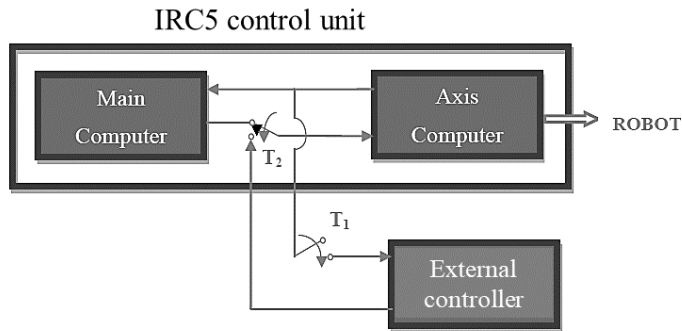 IRC5 control unit
Main
Computer
Axis
Computer
ROBOT
T2
T1
External
controller